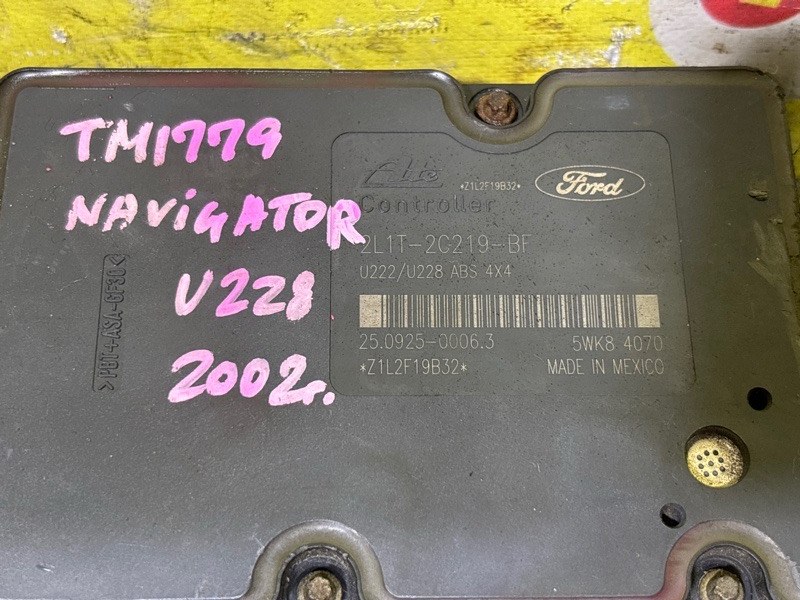 TM1779
NAViGATOR
U228
2002г.
Ate
*Z1L2F19B32*
Ford
Controller
2L1T-2C219-BF
U222/U228 ABS 4X4
25.0925-0006.3
5WK8 4070
*Z1L2F19B32*
MADE IN MEXICO
>PBT+ASA-GF30<